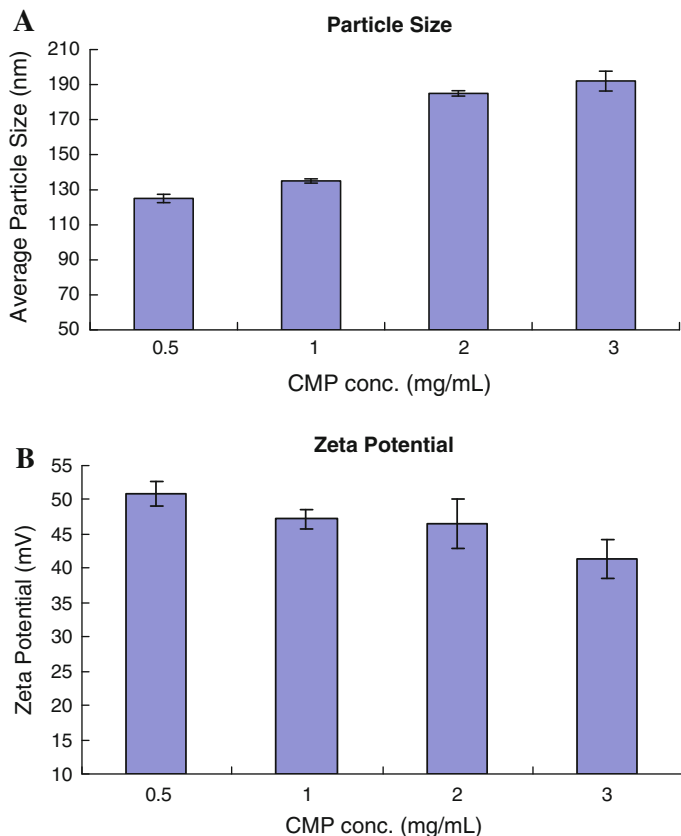 A
Particle Size
Average Particle Size (nm)
210
190
170
150
130
110
90
70
50
0.5 1 2 3
CMP conc. (mg/mL)
B
Zeta Potential
Zeta Potential (mV)
55
50
45
40
35
30
25
20
15
10
0.5 1 2 3
CMP conc. (mg/mL)